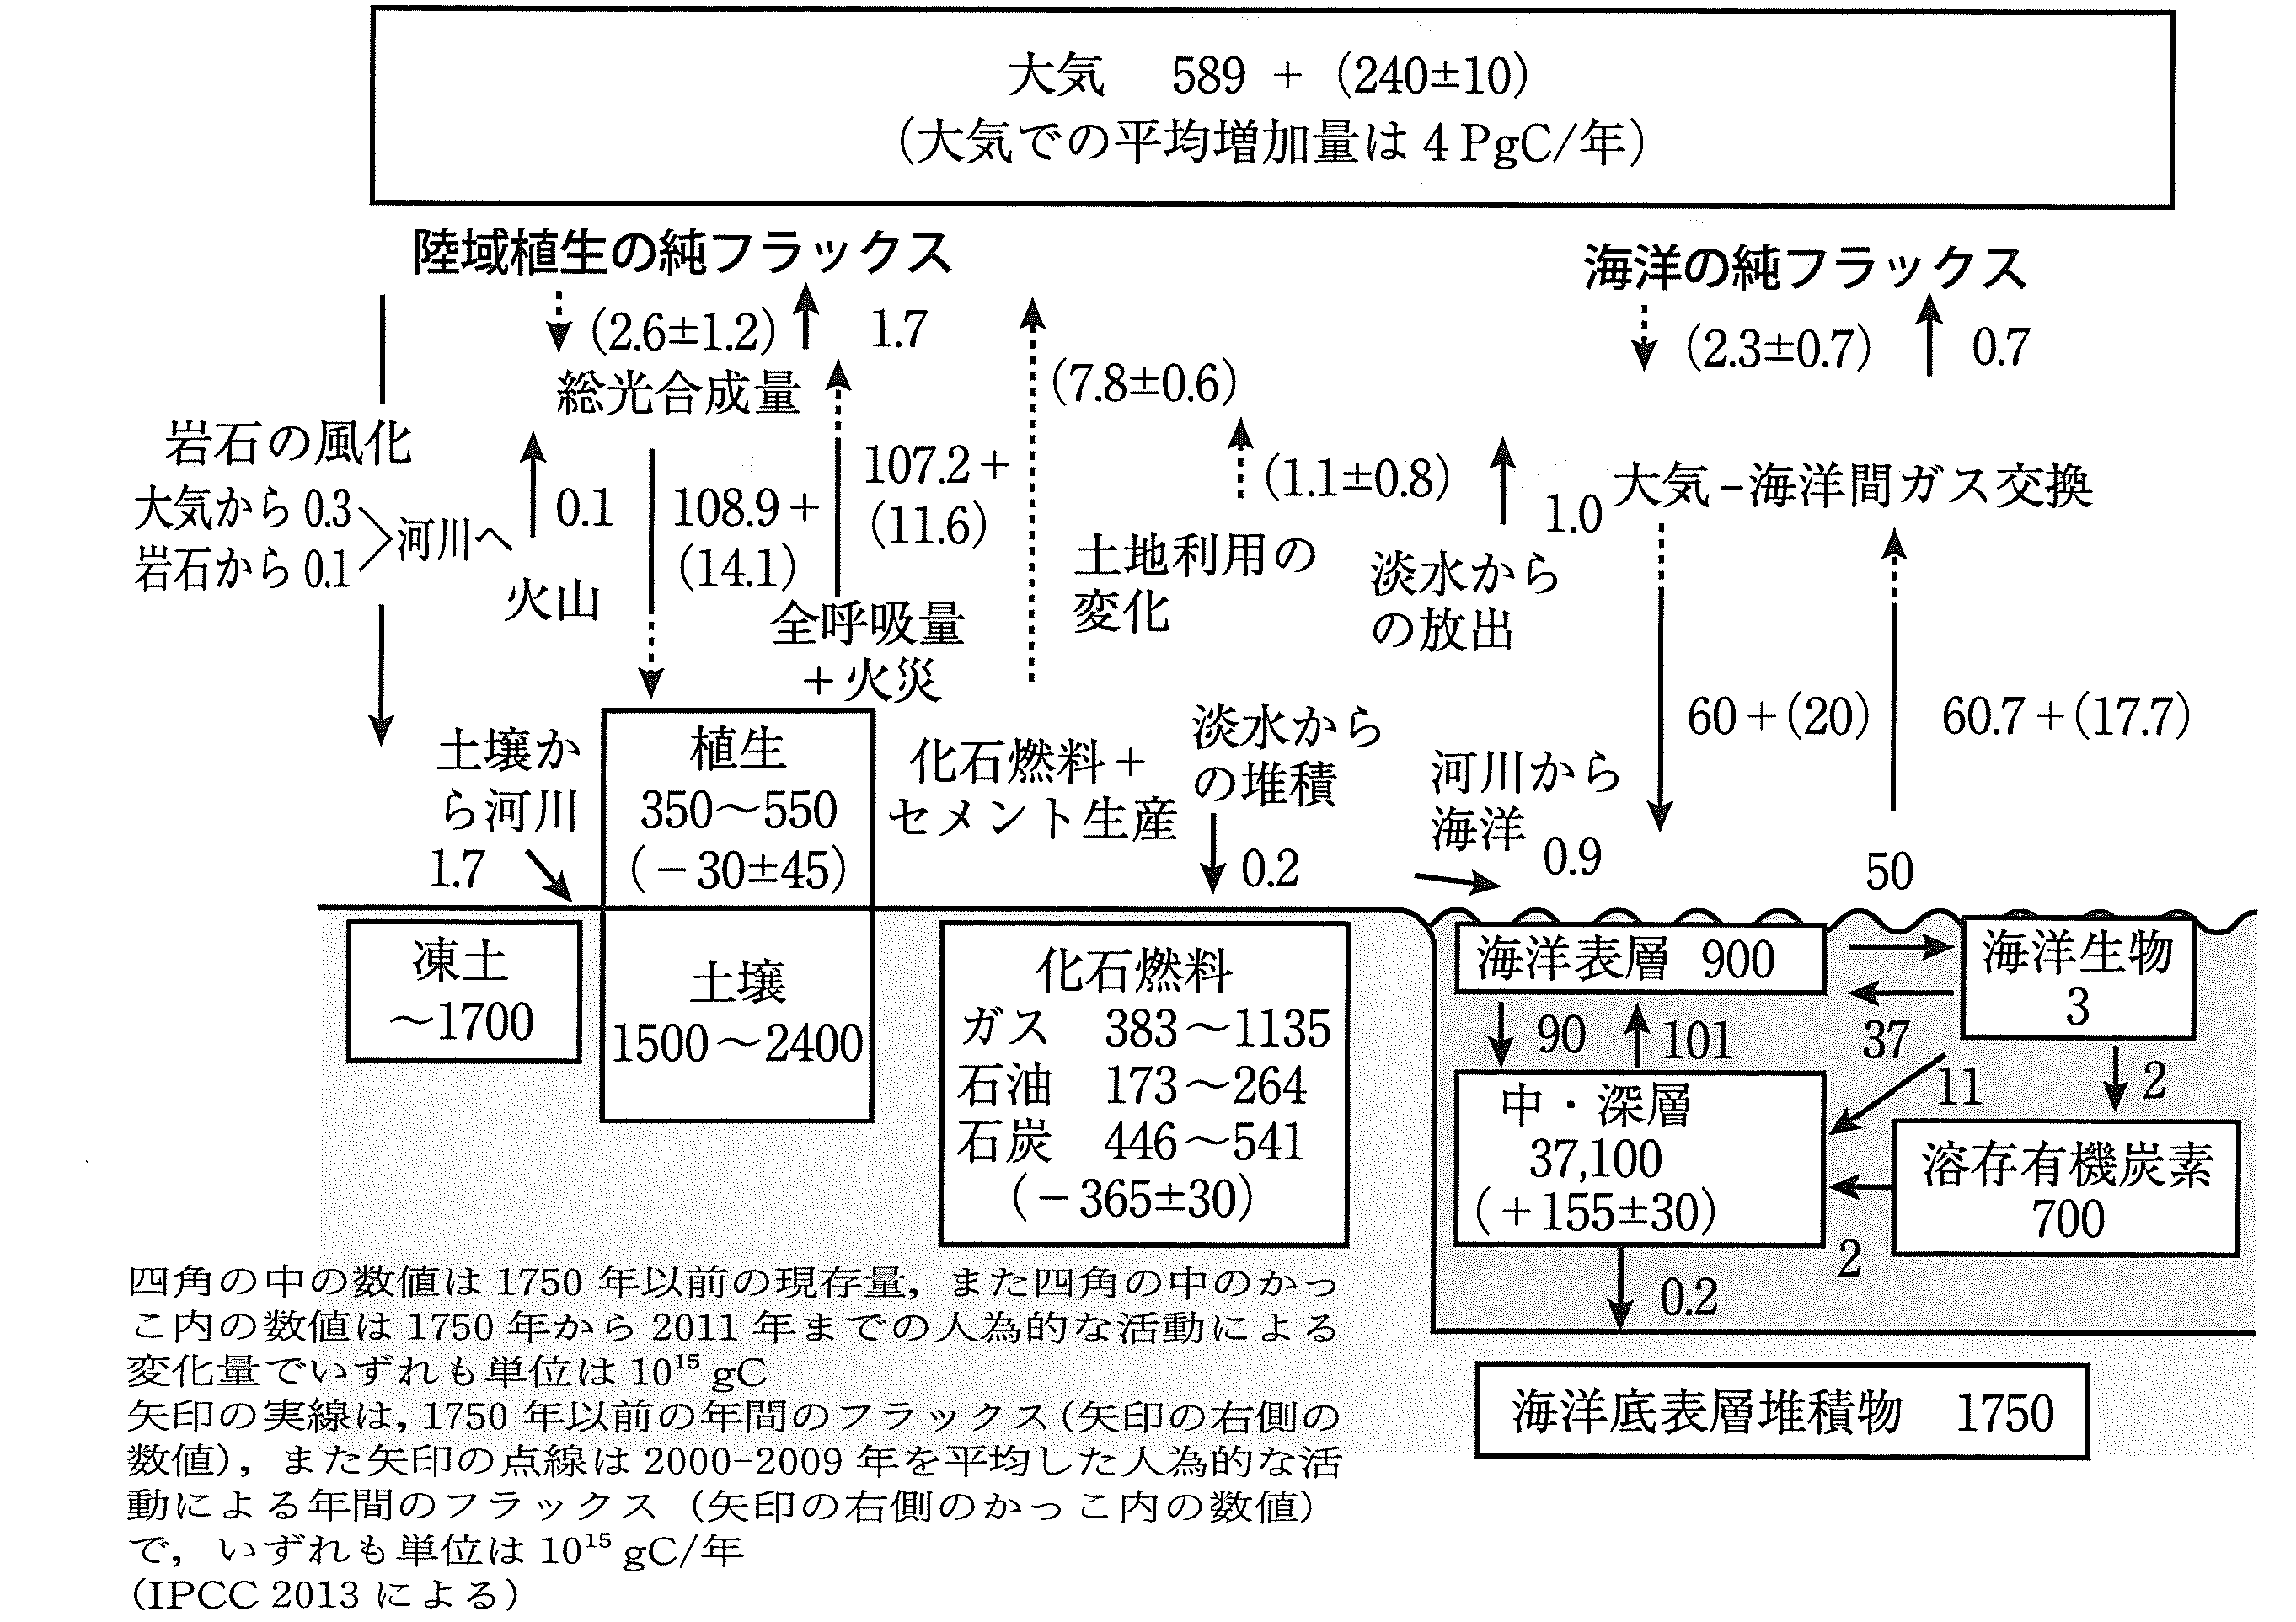 大気 589 + (240±10)
(大気での平均増加量は 4 PgC/年)
陸域植生の純フラックス
海洋の純フラックス
(2.6±1.2)
1.7
(2.3±0.7)
0.7
総光合成量
(7.8±0.6)
岩石の風化
大気から 0.3
岩石から 0.1
河川へ
0.1
火山
108.9+
(14.1)
107.2+
(11.6)
全呼吸量
+火災
(1.1±0.8)
土地利用の
変化
1.0
淡水から
の放出
大気−海洋間ガス交換
60+(20)
60.7+(17.7)
土壌か
ら河川
1.7
植生
350〜550
(−30±45)
化石燃料+
セメント生産
淡水から
の堆積
0.2
河川から
海洋
0.9
50
凍土
〜1700
土壌
1500〜2400
化石燃料
ガス 383〜1135
石油 173〜264
石炭 446〜541
(−365±30)
海洋表層 900
海洋生物
3
90
101
37
11
2
中・深層
37,100
(+155±30)
溶存有機炭素
700
2
0.2
海洋底表層堆積物 1750
四角の中の数値は 1750 年以前の現存量，また四角の中のかっ
こ内の数値は 1750 年から 2011 年までの人為的な活動による
変化量でいずれも単位は 10¹⁵ gC
矢印の実線は，1750 年以前の年間のフラックス(矢印の右側の
数値)，また矢印の点線は 2000−2009 年を平均した人為的な活
動による年間のフラックス (矢印の右側のかっこ内の数値)
で，いずれも単位は 10¹⁵ gC/年
(IPCC 2013 による)